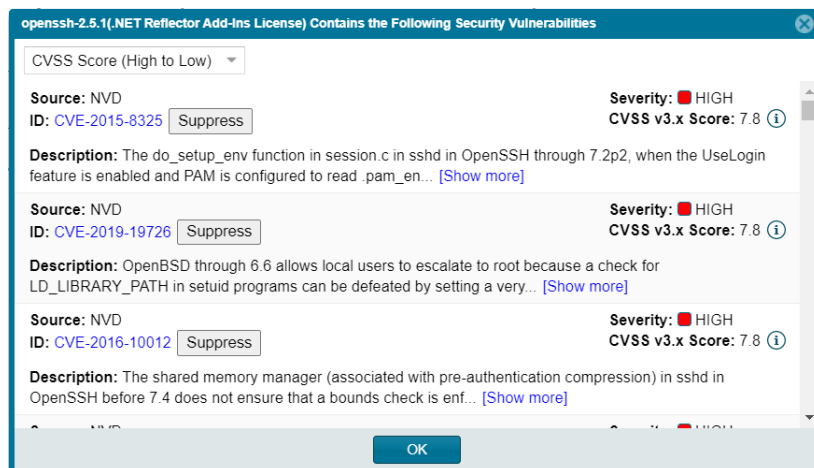 openssh-2.5.1(.NET Reflector Add-Ins License) Contains the Following Security Vulnerabilities
CVSS Score (High to Low)
Source: NVD
Severity: HIGH
ID: CVE-2015-8325 Suppress
CVSS v3.x Score: 7.8
Description: The do_setup_env function in session.c in sshd in OpenSSH through 7.2p2, when the UseLogin
feature is enabled and PAM is configured to read .pam_en... [Show more]
Source: NVD
Severity: HIGH
ID: CVE-2019-19726 Suppress
CVSS v3.x Score: 7.8
Description: OpenBSD through 6.6 allows local users to escalate to root because a check for
LD_LIBRARY_PATH in setuid programs can be defeated by setting a very... [Show more]
Source: NVD
Severity: HIGH
ID: CVE-2016-10012 Suppress
CVSS v3.x Score: 7.8
Description: The shared memory manager (associated with pre-authentication compression) in sshd in
OpenSSH before 7.4 does not ensure that a bounds check is enf... [Show more]
OK